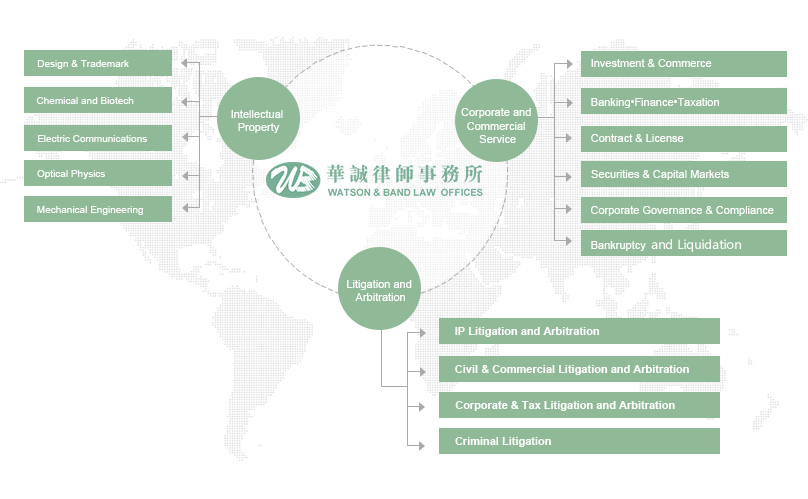 Design & Trademark
Chemical and Biotech
Electric Communications
Optical Physics
Mechanical Engineering
Intellectual
Property
華誠律師事務所
WATSON & BAND LAW OFFICES
Corporate and
Commercial
Service
Investment & Commerce
Banking•Finance•Taxation
Contract & License
Securities & Capital Markets
Corporate Governance & Compliance
Bankruptcy and Liquidation
Litigation and
Arbitration
IP Litigation and Arbitration
Civil & Commercial Litigation and Arbitration
Corporate & Tax Litigation and Arbitration
Criminal Litigation